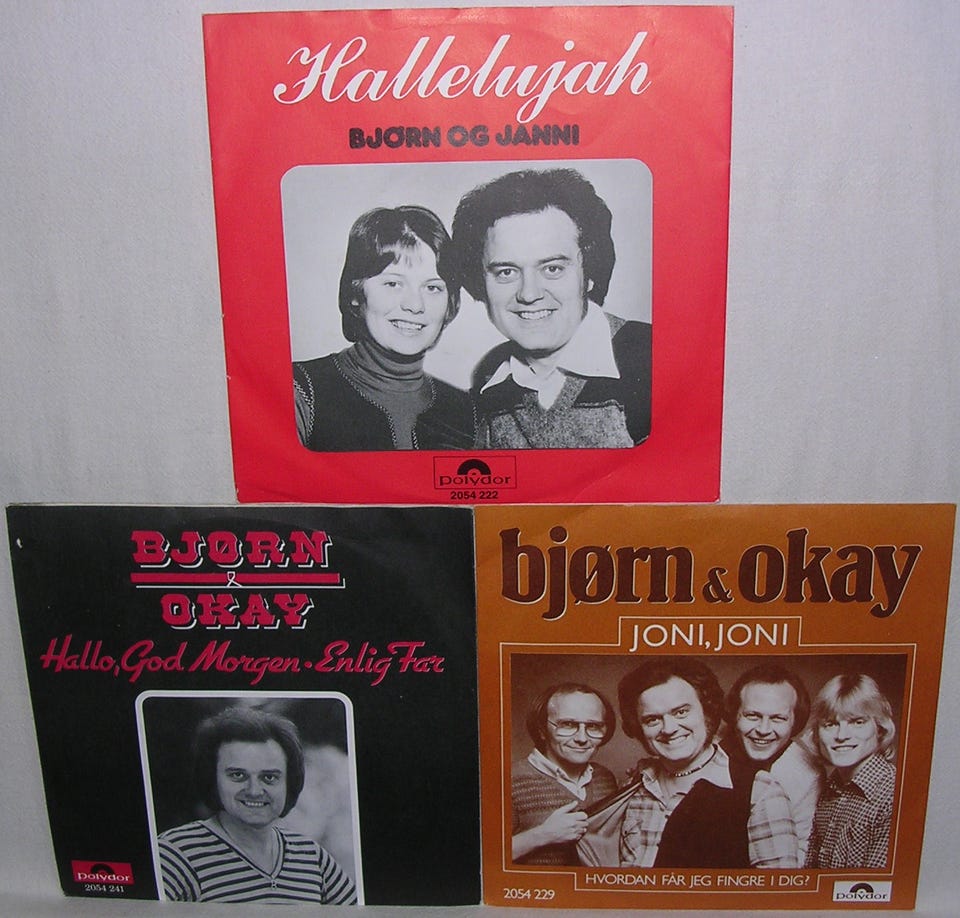 Hallelujah
BJØRN OG JANNI
polydor
2054 222
BJØRN
&
OKAY
Hallo, God Morgen • Enlig Far
polydor
2054 241
bjørn & okay
JONI, JONI
HVORDAN FÅR JEG FINGRE I DIG?
2054 229
polydor